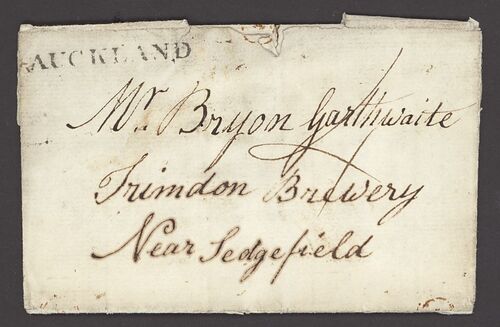 AUCKLAND
Mr. Bryon Garthwaite
Trimdon Brewery
Near Sedgefield